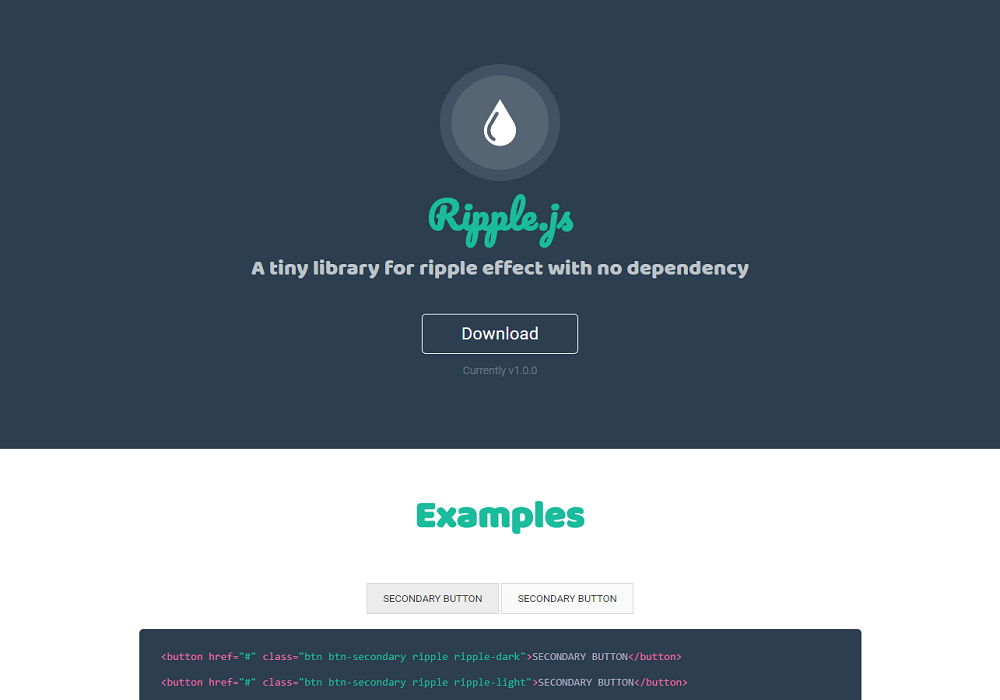 Ripple.js
A tiny library for ripple effect with no dependency
Download
Currently v1.0.0
Examples
SECONDARY BUTTON SECONDARY BUTTON
<button href="#" class="btn btn-secondary ripple ripple-dark">SECONDARY BUTTON</button>
<button href="#" class="btn btn-secondary ripple ripple-light">SECONDARY BUTTON</button>